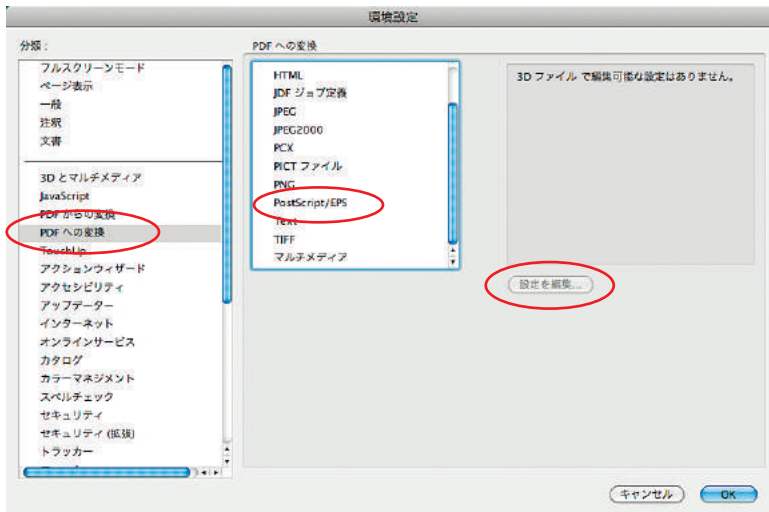 環境設定
分類：
フルスクリーンモード
ページ表示
一般
注釈
文書
3D とマルチメディア
JavaScript
PDF からの変換
PDF への変換
TouchUp
アクションウィザード
アクセシビリティ
アップデーター
インターネット
オンラインサービス
カタログ
カラーマネジメント
スペルチェック
セキュリティ
セキュリティ (拡張)
トラッカー
PDF への変換
HTML
JDF ジョブ定義
JPEG
JPEG2000
PCX
PICT ファイル
PNG
PostScript/EPS
Text
TIFF
マルチメディア
3D ファイル で編集可能な設定はありません。
設定を編集...
キャンセル
OK